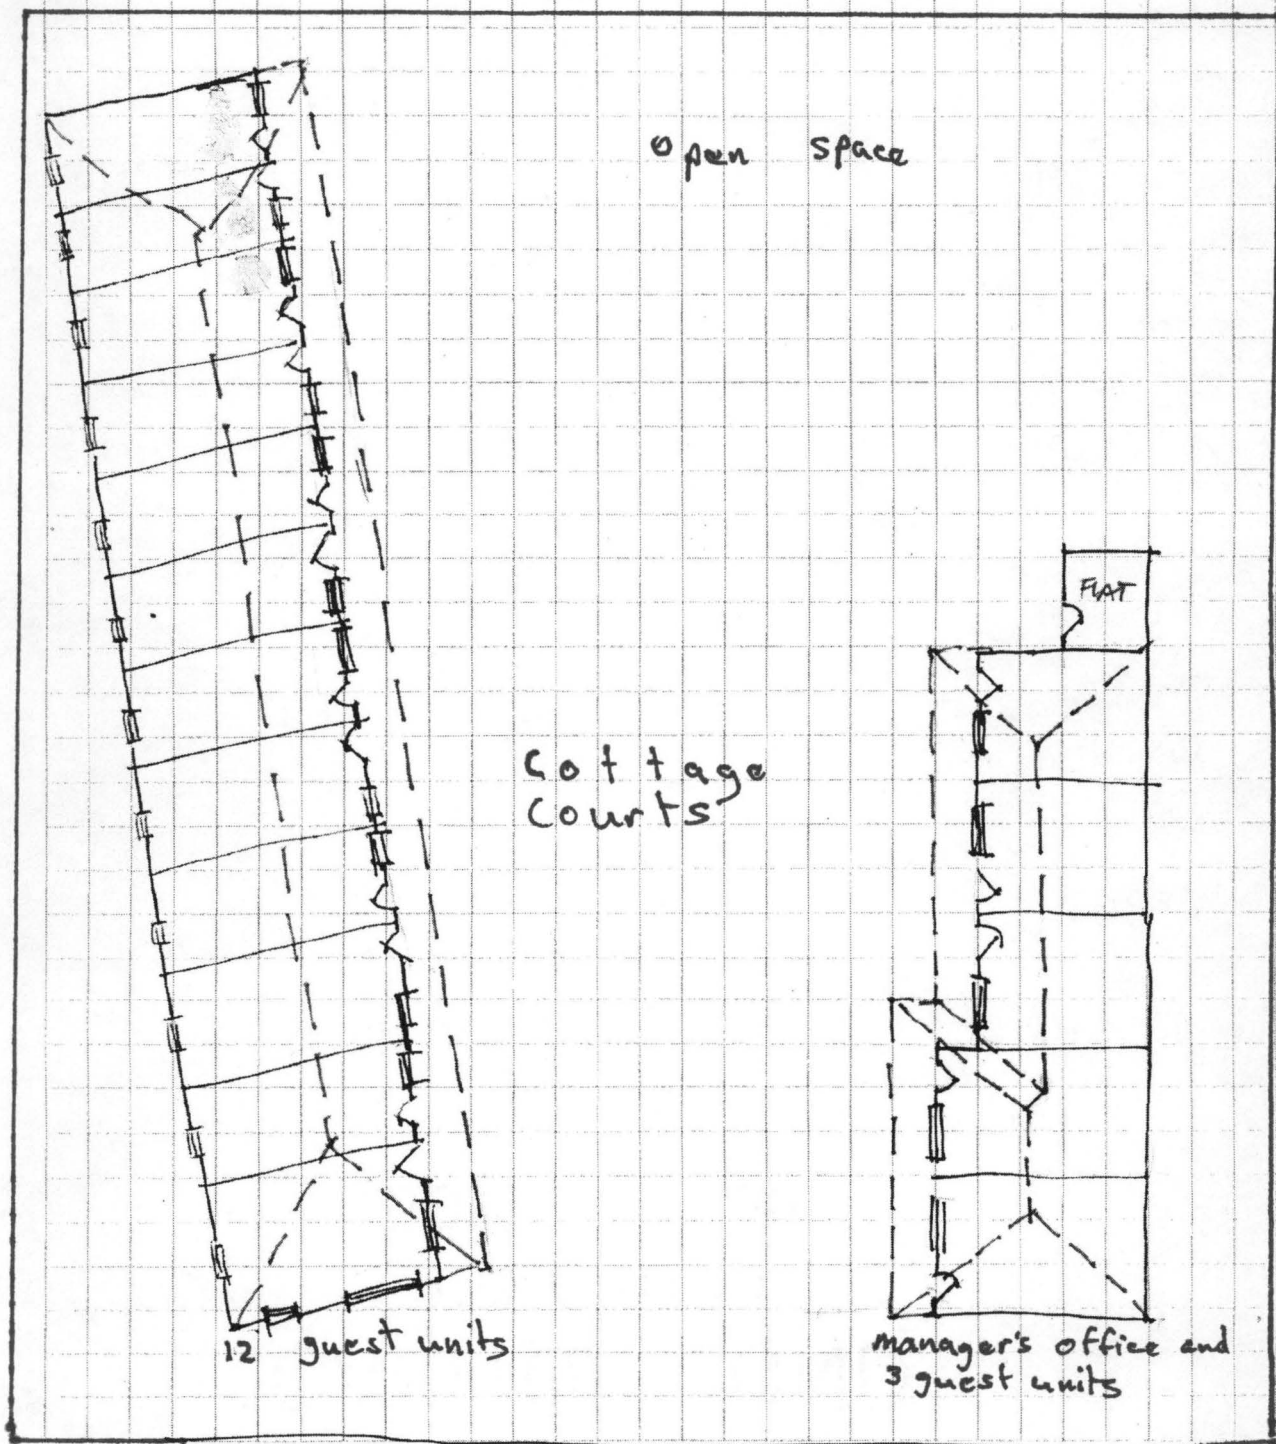 Open space
FLAT
Cottage
Courts
12 guest units
manager's office and
3 guest units